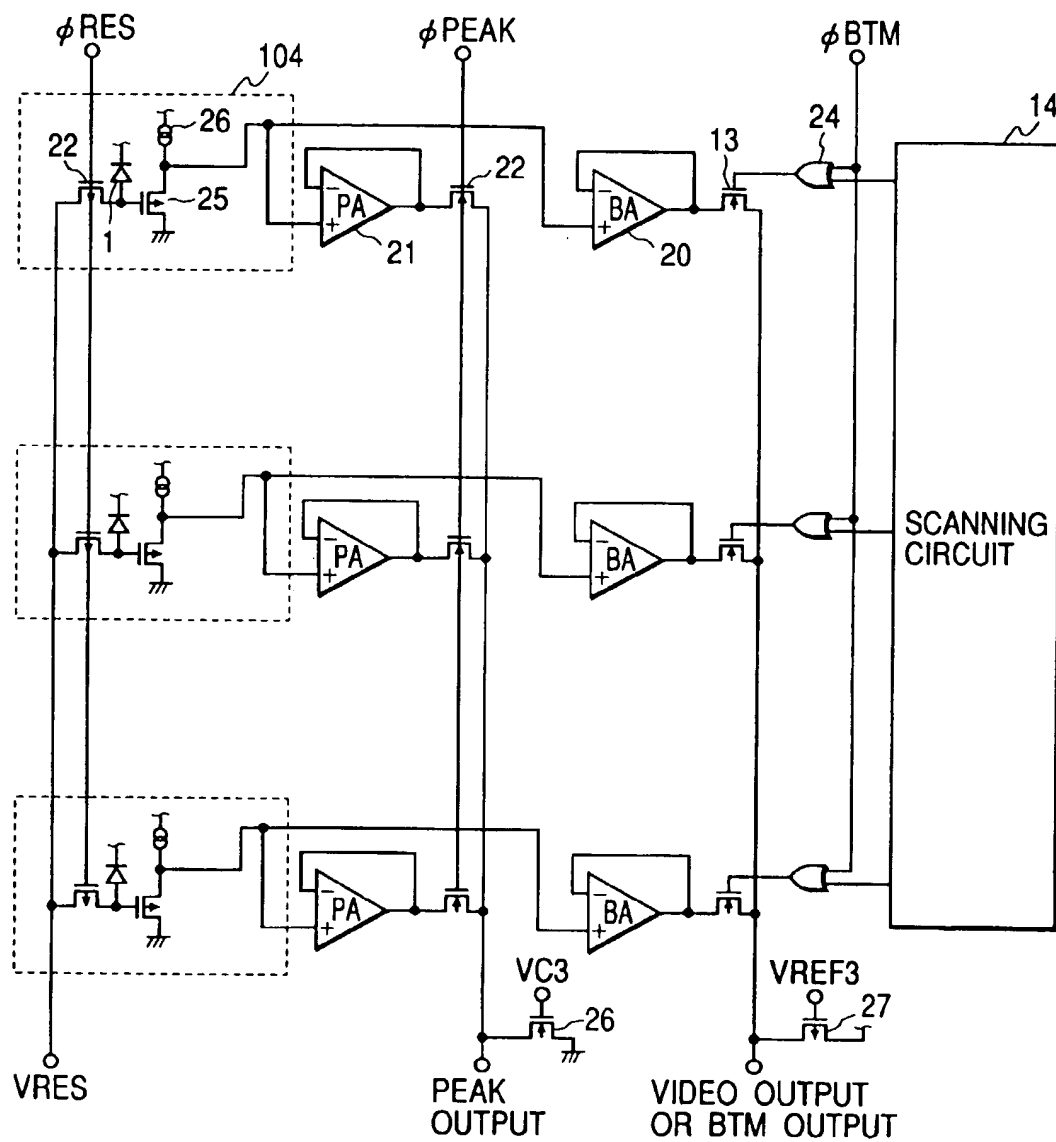 φRES
φPEAK
φBTM
104
26
22
1
25
PA
21
22
BA
20
13
24
14
PA
BA
SCANNING
CIRCUIT
PA
BA
VC3
26
VREF3
27
VRES
PEAK
OUTPUT
VIDEO OUTPUT
OR BTM OUTPUT